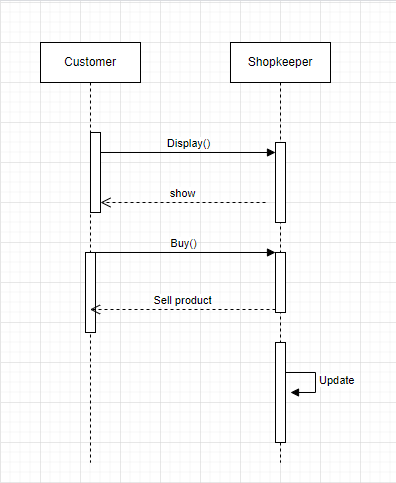 Customer
Shopkeeper
Display()
show
Buy()
Sell product
Update